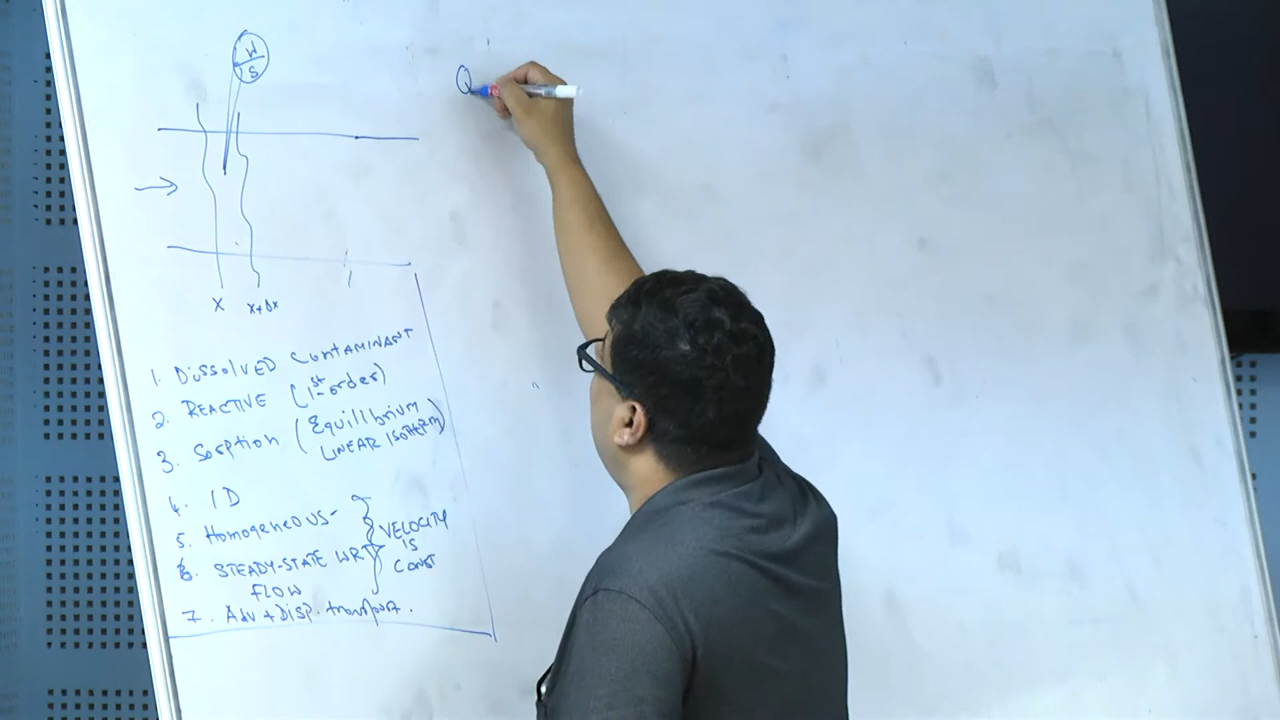 W
S
Q
x
x+Δx
1. DISSOLVED CONTAMINANT
2. REACTIVE (1st order)
3. Sorption (Equilibrium
LINEAR ISOTHERM)
4. 1D
5. Homogeneous
6. STEADY-STATE WRT
FLOW
VELOCITY
IS
CONST
7. Adv + Disp. transport.